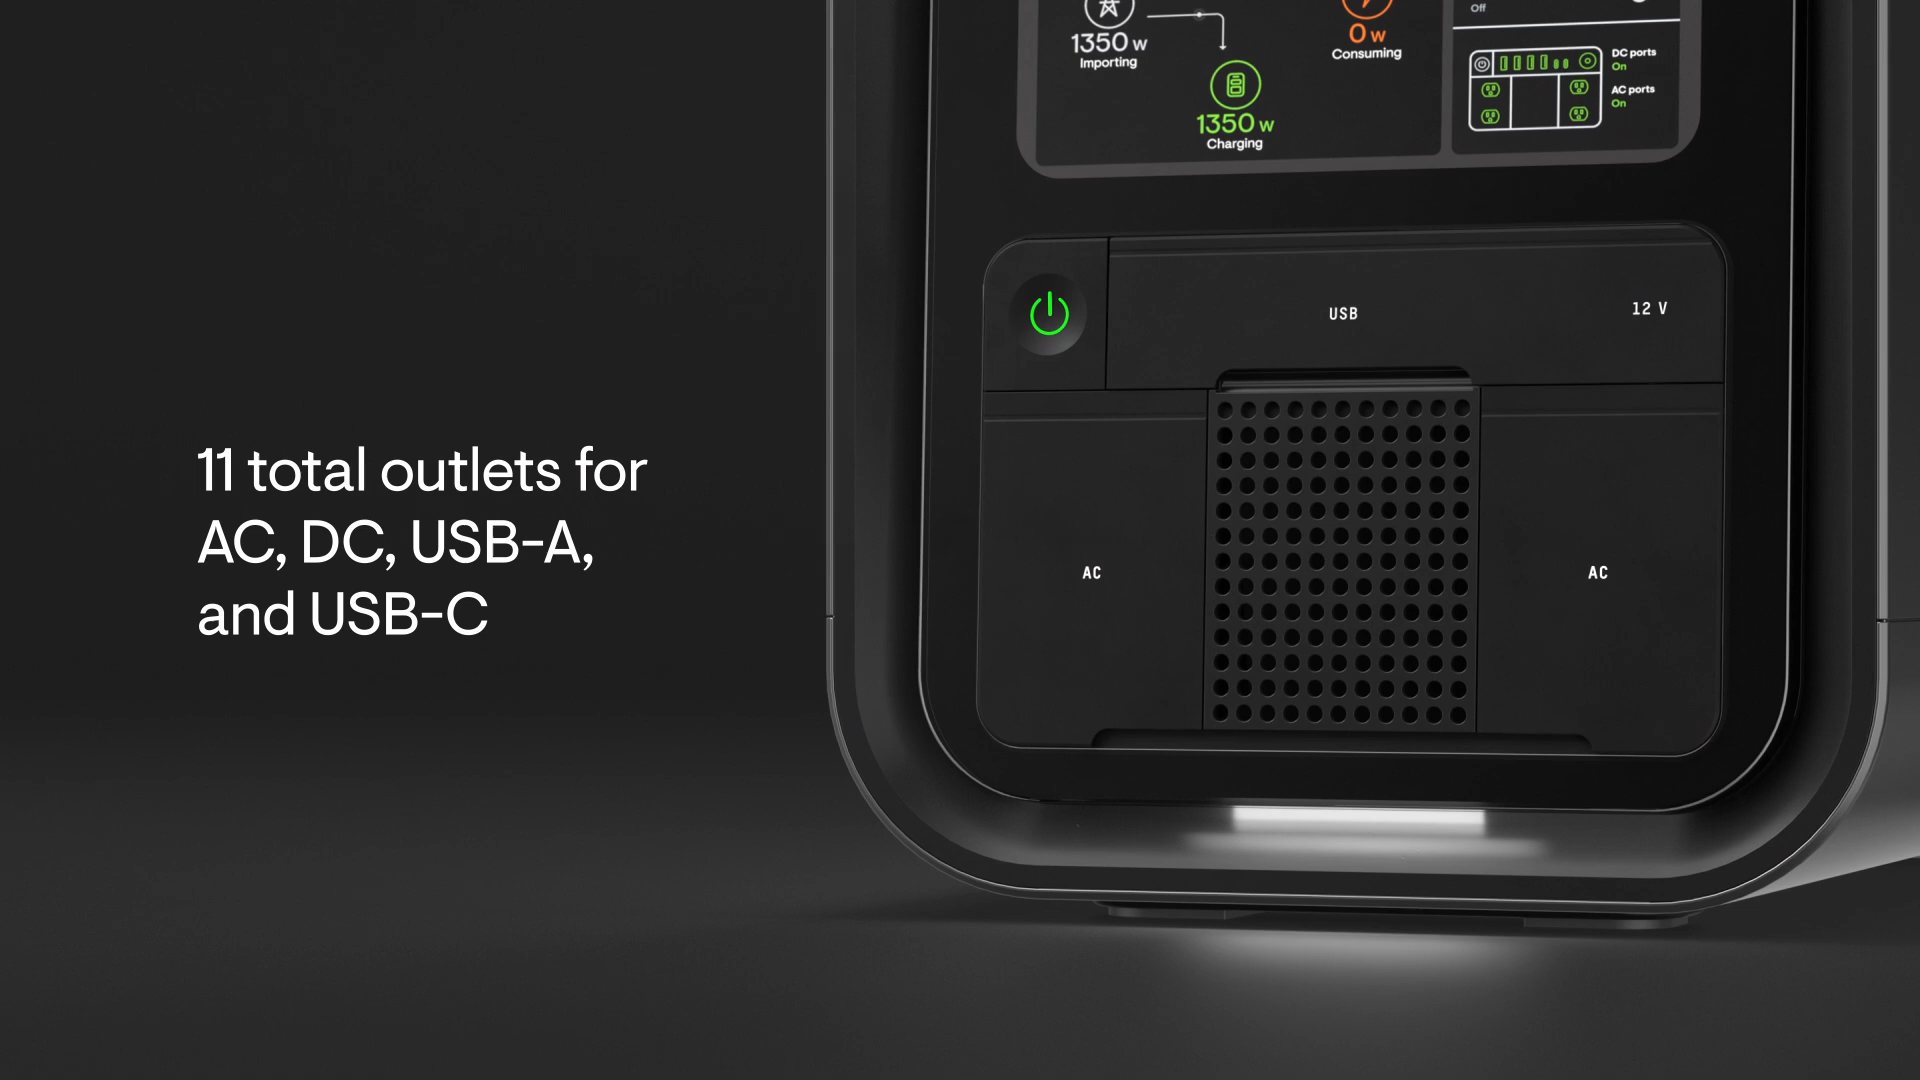 11 total outlets for
AC, DC, USB-A,
and USB-C
1350 w
Importing
0 w
Consuming
1350 w
Charging
Off
DC ports
On
AC ports
On
USB
12 V
AC
AC